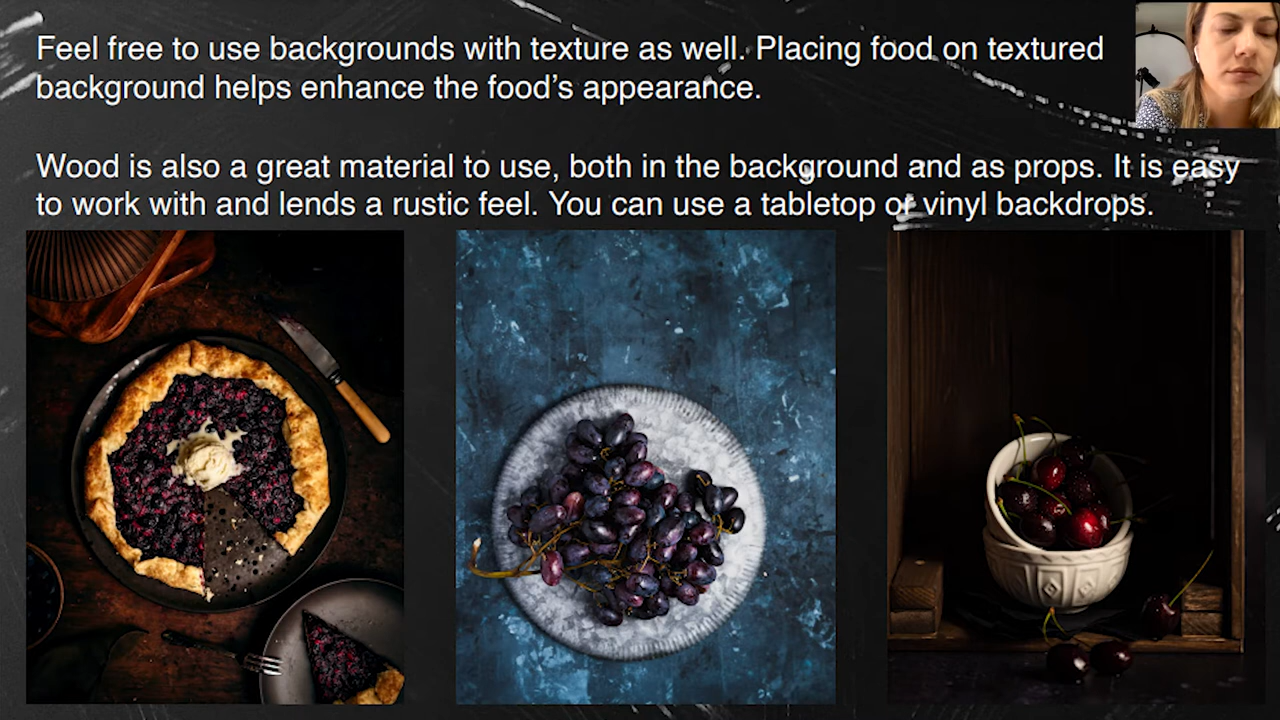 Feel free to use backgrounds with texture as well. Placing food on textured
background helps enhance the food’s appearance.
Wood is also a great material to use, both in the background and as props. It is easy
to work with and lends a rustic feel. You can use a tabletop or vinyl backdrops.